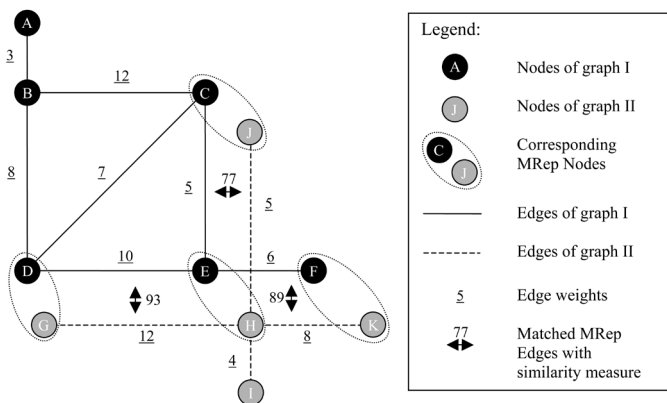 A
3
B
12
C
J
8
7
5
77
5
D
10
E
6
F
93
89
G
12
H
8
K
4
I
Legend:
A
Nodes of graph I
J
Nodes of graph II
C
J
Corresponding
MRep Nodes
Edges of graph I
Edges of graph II
5
Edge weights
77
Matched MRep
Edges with
similarity measure